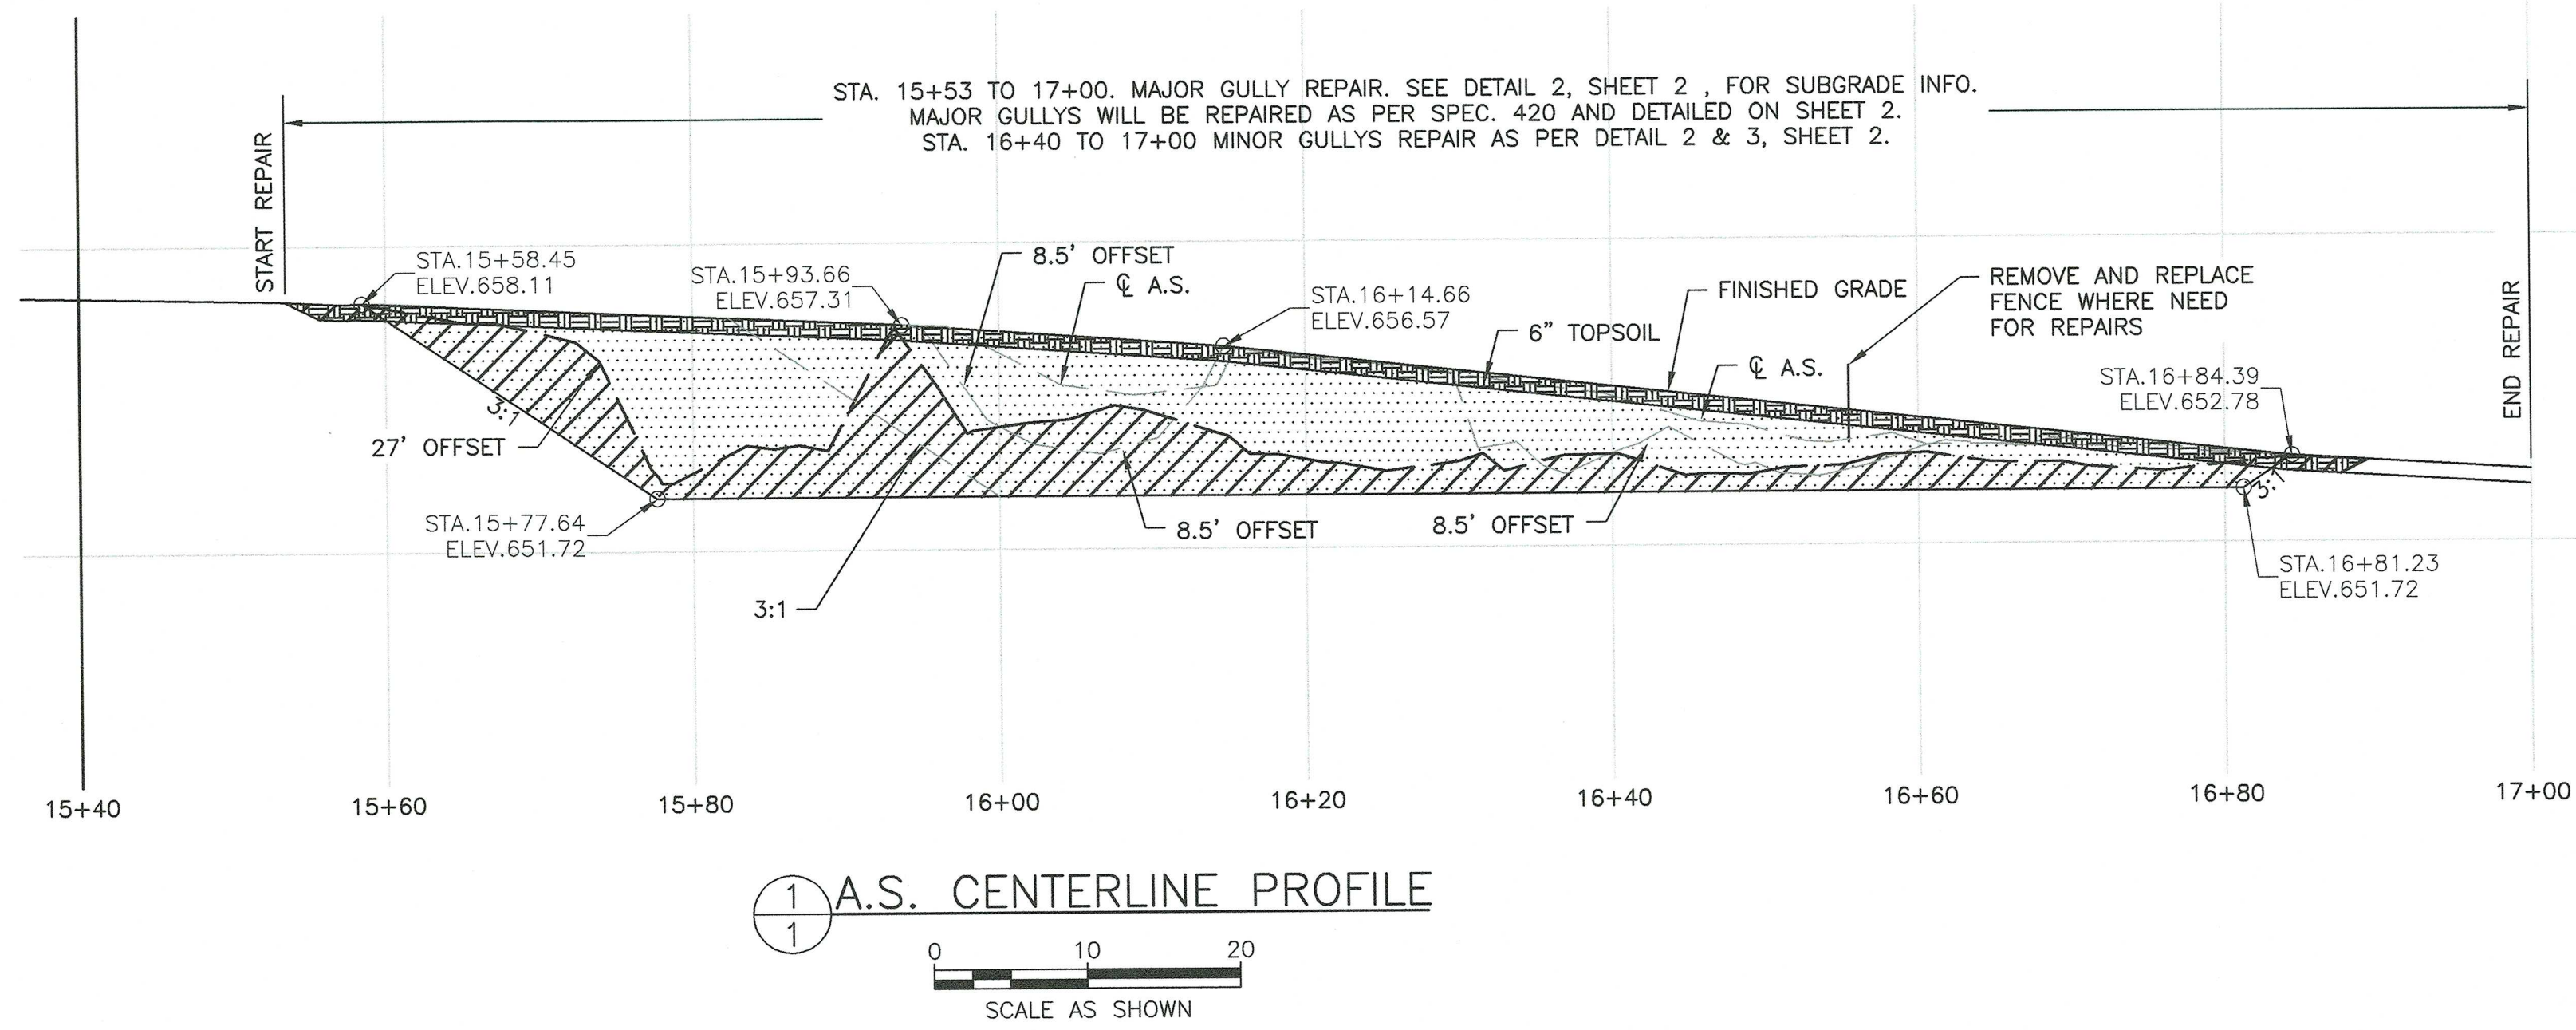 STA. 15+53 TO 17+00. MAJOR GULLY REPAIR. SEE DETAIL 2, SHEET 2 , FOR SUBGRADE INFO.
MAJOR GULLYS WILL BE REPAIRED AS PER SPEC. 420 AND DETAILED ON SHEET 2.
STA. 16+40 TO 17+00 MINOR GULLYS REPAIR AS PER DETAIL 2 & 3, SHEET 2.
START REPAIR
STA.15+58.45
ELEV.658.11
STA.15+93.66
ELEV.657.31
8.5' OFFSET
℄ A.S.
STA.16+14.66
ELEV.656.57
FINISHED GRADE
6" TOPSOIL
REMOVE AND REPLACE
FENCE WHERE NEED
FOR REPAIRS
℄ A.S.
STA.16+84.39
ELEV.652.78
END REPAIR
3:1
27' OFFSET
STA.15+77.64
ELEV.651.72
3:1
8.5' OFFSET
8.5' OFFSET
3:1
STA.16+81.23
ELEV.651.72
15+40
15+60
15+80
16+00
16+20
16+40
16+60
16+80
17+00
1
1
A.S. CENTERLINE PROFILE
0 10 20
SCALE AS SHOWN